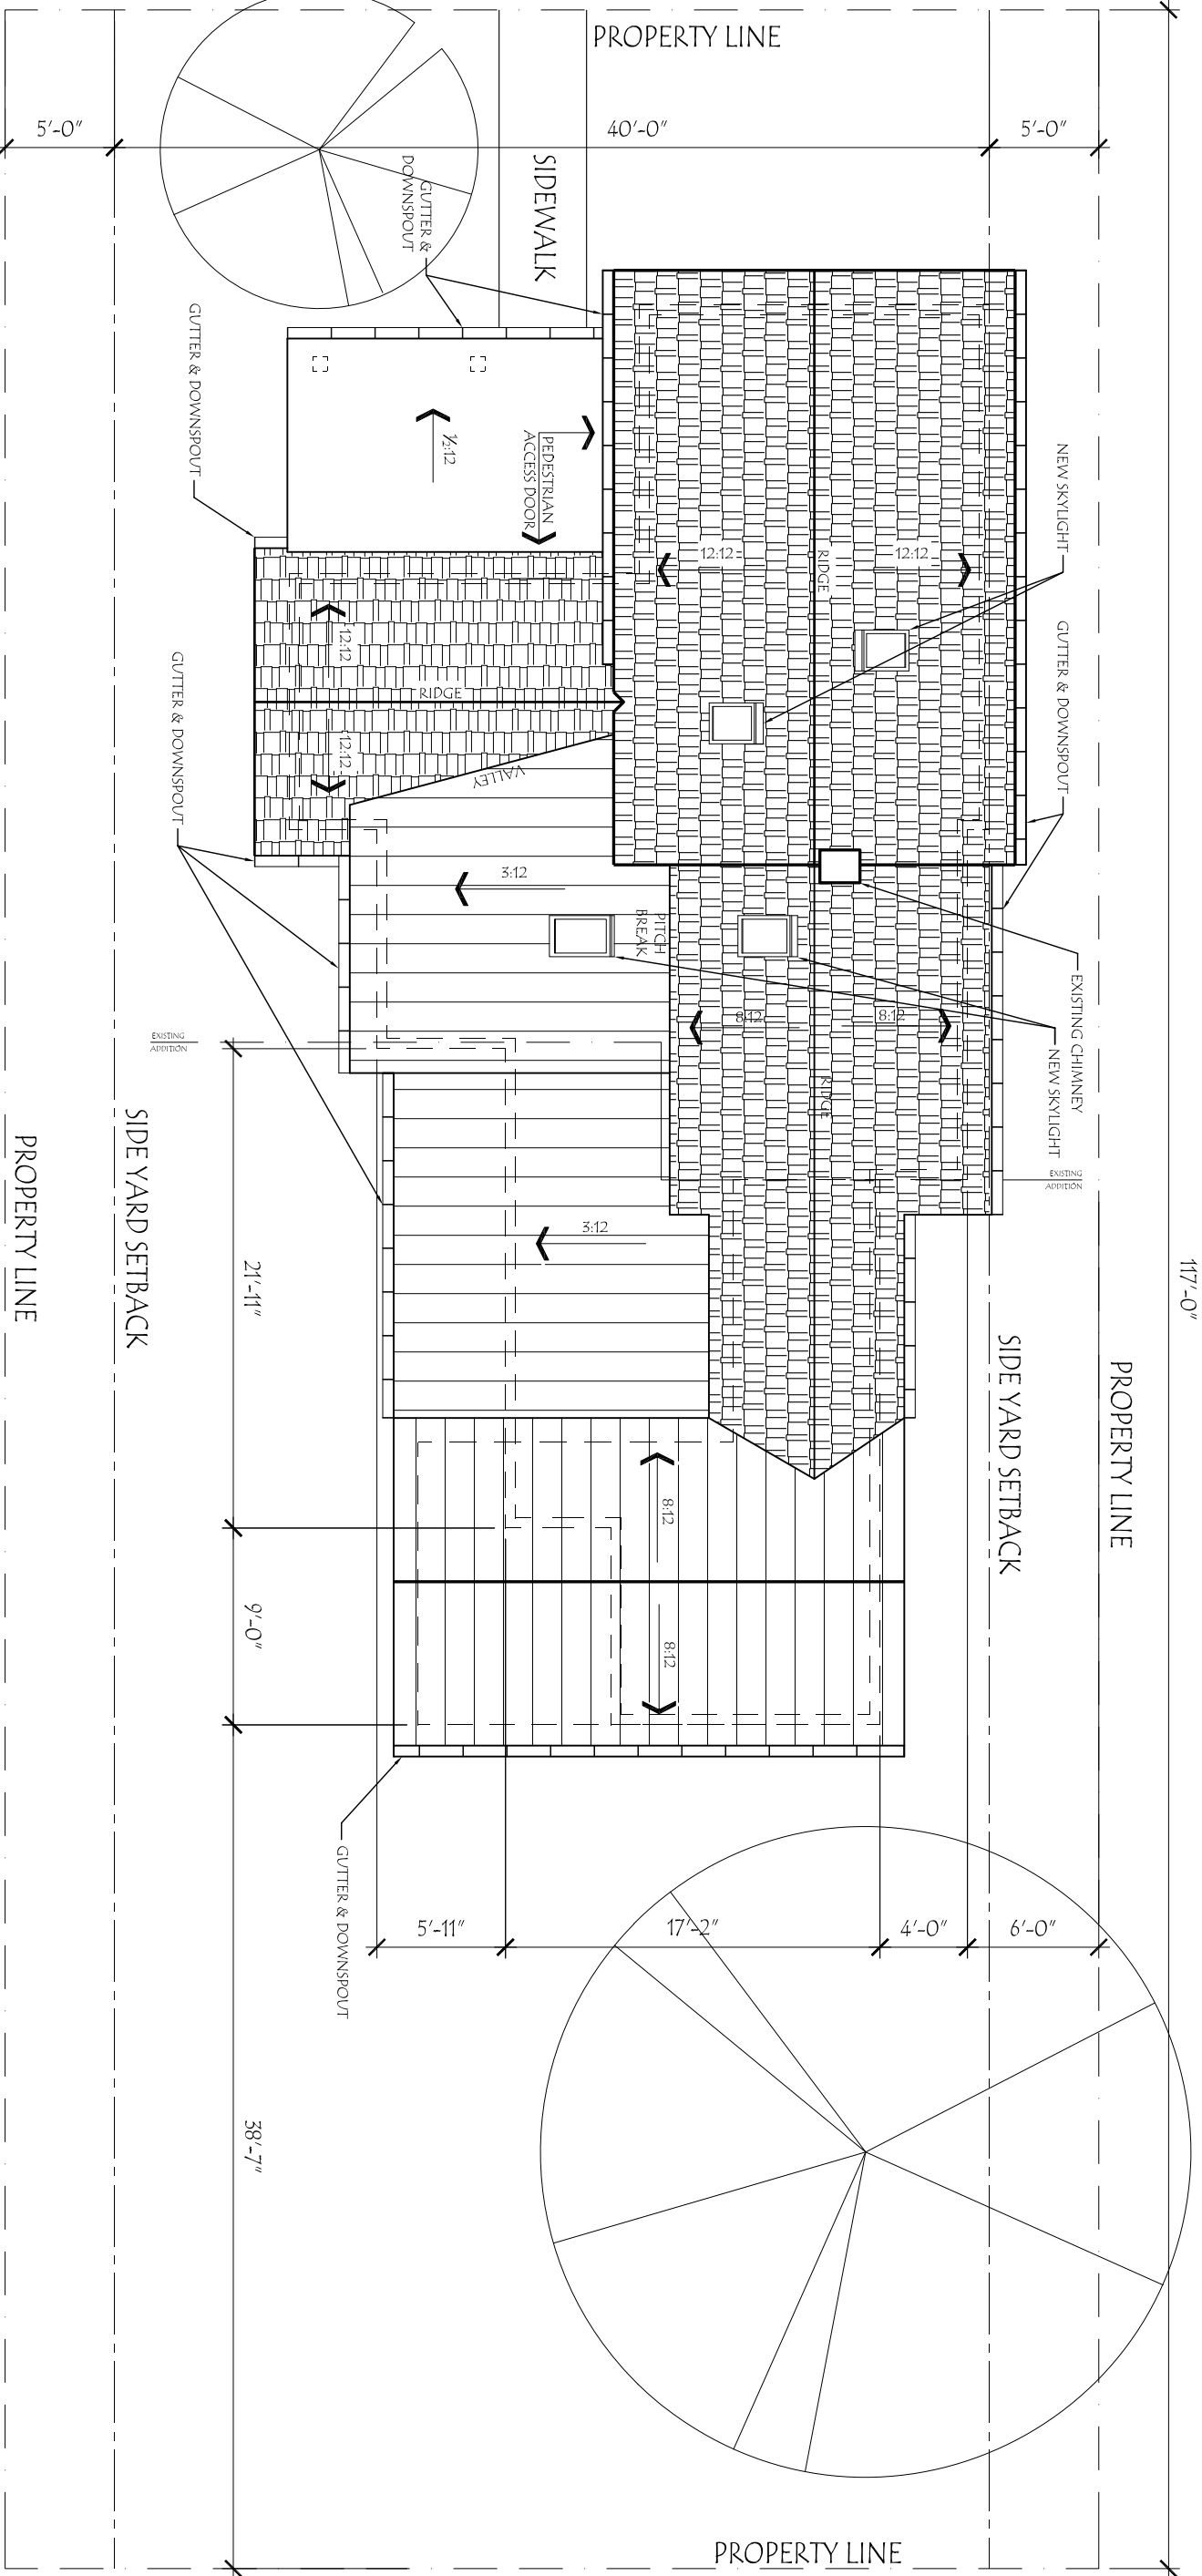 PROPERTY LINE
5'-0"
40'-0"
5'-0"
117'-0"
SIDEWALK
GUTTER &
DOWNSPOUT
GUTTER & DOWNSPOUT
½:12
PEDESTRIAN
ACCESS DOOR
NEW SKYLIGHT
12:12
RIDGE
12:12
GUTTER & DOWNSPOUT
12:12
RIDGE
12:12
VALLEY
GUTTER & DOWNSPOUT
3:12
PITCH
BREAK
EXISTING CHIMNEY
NEW SKYLIGHT
8:12
8:12
RIDGE
EXISTING
ADDITION
EXISTING
ADDITION
PROPERTY LINE
SIDE YARD SETBACK
21'-11"
3:12
SIDE YARD SETBACK
PROPERTY LINE
8:12
8:12
9'-0"
GUTTER & DOWNSPOUT
5'-11"
17'-2"
4'-0"
6'-0"
38'-7"
PROPERTY LINE